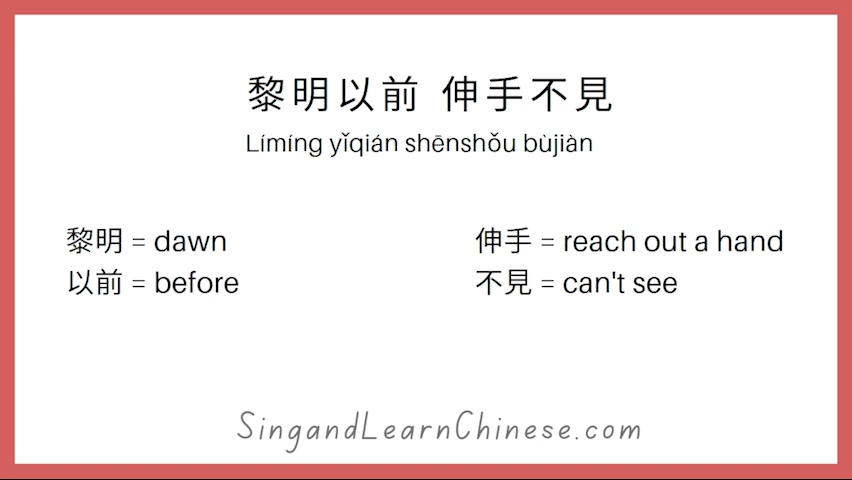 黎明以前 伸手不見
Límíng yǐqián shēnshǒu bùjiàn
黎明 = dawn
以前 = before
伸手 = reach out a hand
不見 = can't see
SingandLearnChinese.com